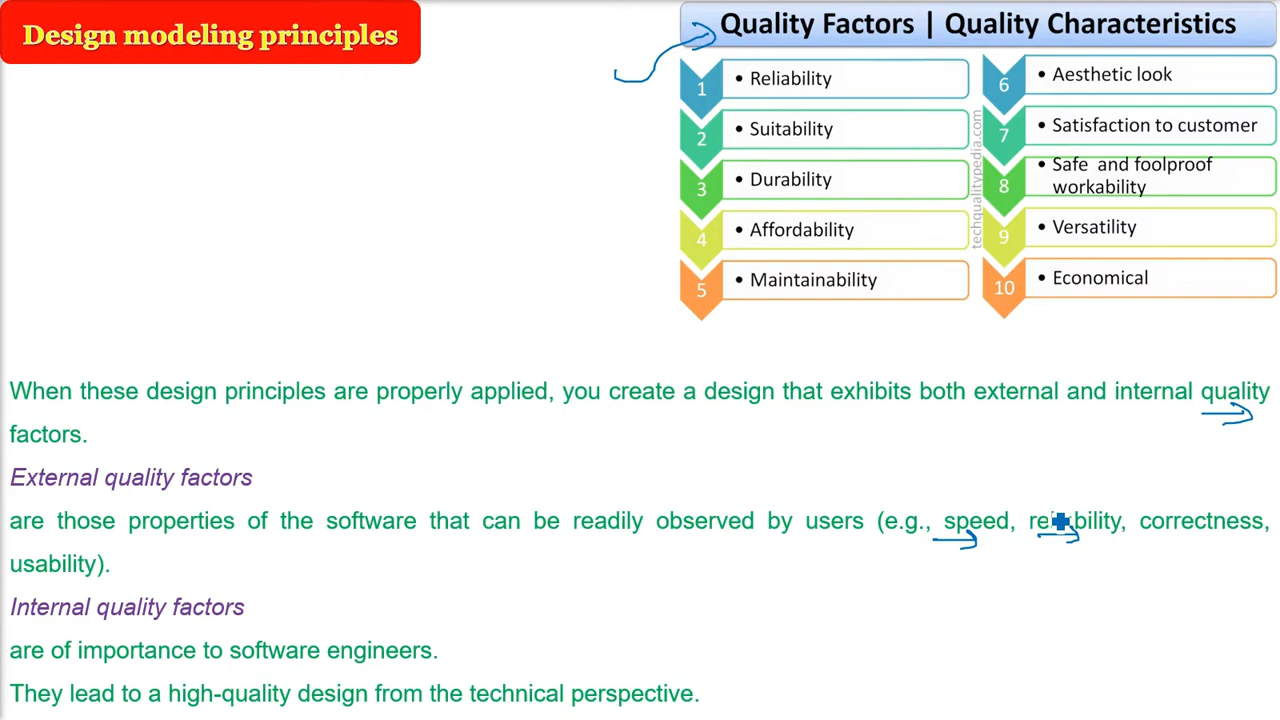 Design modeling principles
Quality Factors | Quality Characteristics
1 • Reliability
2 • Suitability
3 • Durability
4 • Affordability
5 • Maintainability
6 • Aesthetic look
7 • Satisfaction to customer
8 • Safe and foolproof
workability
9 • Versatility
10 • Economical
techqualitypedia.com
When these design principles are properly applied, you create a design that exhibits both external and internal quality
factors.
External quality factors
are those properties of the software that can be readily observed by users (e.g., speed, reliability, correctness,
usability).
Internal quality factors
are of importance to software engineers.
They lead to a high-quality design from the technical perspective.